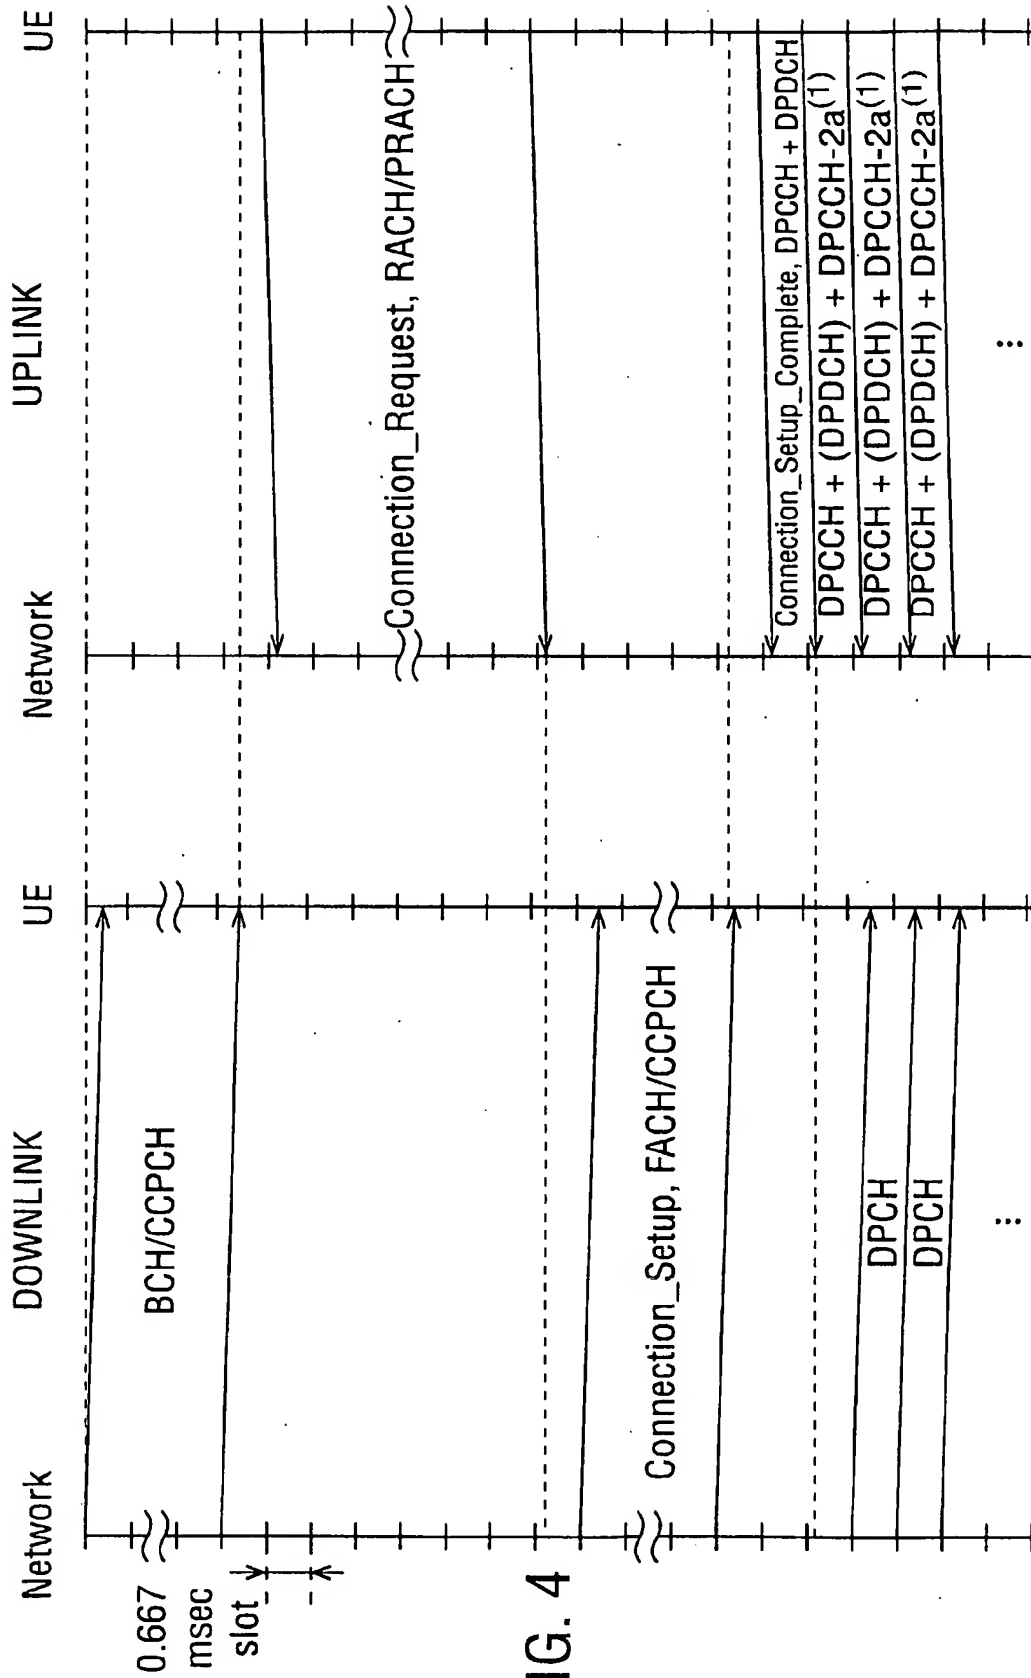 DOWNLINK
UPLINK
Network
UE
Network
UE
0.667
msec
slot
BCH/CCPCH
Connection_Request, RACH/PRACH
Connection_Setup, FACH/CCPCH
Connection_Setup_Complete, DPCCH + DPDCH
DPCCH + (DPDCH) + DPCCH-2a(1)
DPCCH + (DPDCH) + DPCCH-2a(1)
DPCCH + (DPDCH) + DPCCH-2a(1)
DPCH
DPCH
...
...
IG. 4